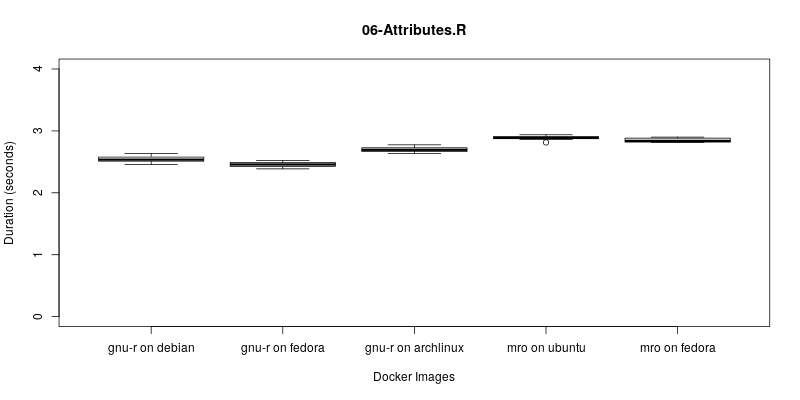 06-Attributes.R
Duration (seconds)
4
3
2
1
0
gnu-r on debian
gnu-r on fedora
gnu-r on archlinux
mro on ubuntu
mro on fedora
Docker Images